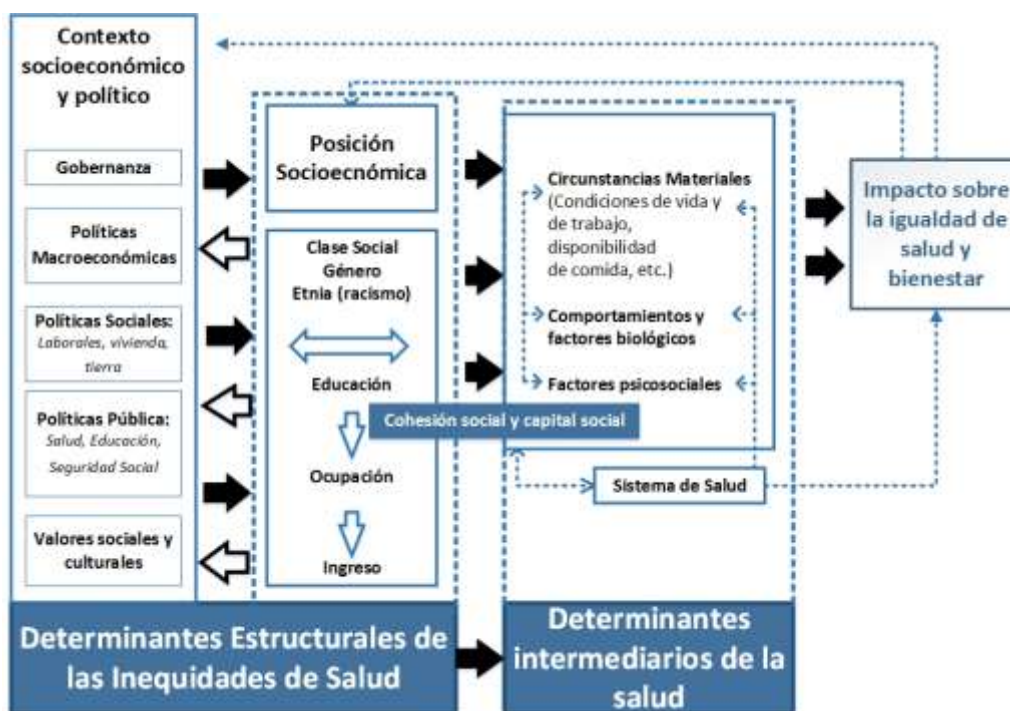 Contexto
socioeconómico
y político
Gobernanza
Políticas
Macroeconómicas
Políticas Sociales:
Laborales, vivienda,
tierra
Políticas Pública:
Salud, Educación,
Seguridad Social
Valores sociales y
culturales
Posición
Socioecnómica
Clase Social
Género
Etnia (racismo)
Educación
Ocupación
Ingreso
Cohesión social y capital social
Circunstancias Materiales
(Condiciones de vida y
de trabajo,
disponibilidad
de comida, etc.)
Comportamientos y
factores biológicos
Factores psicosociales
Sistema de Salud
Impacto sobre
la igualdad de
salud y
bienestar
Determinantes Estructurales de
las Inequidades de Salud
Determinantes
intermediarios de la
salud